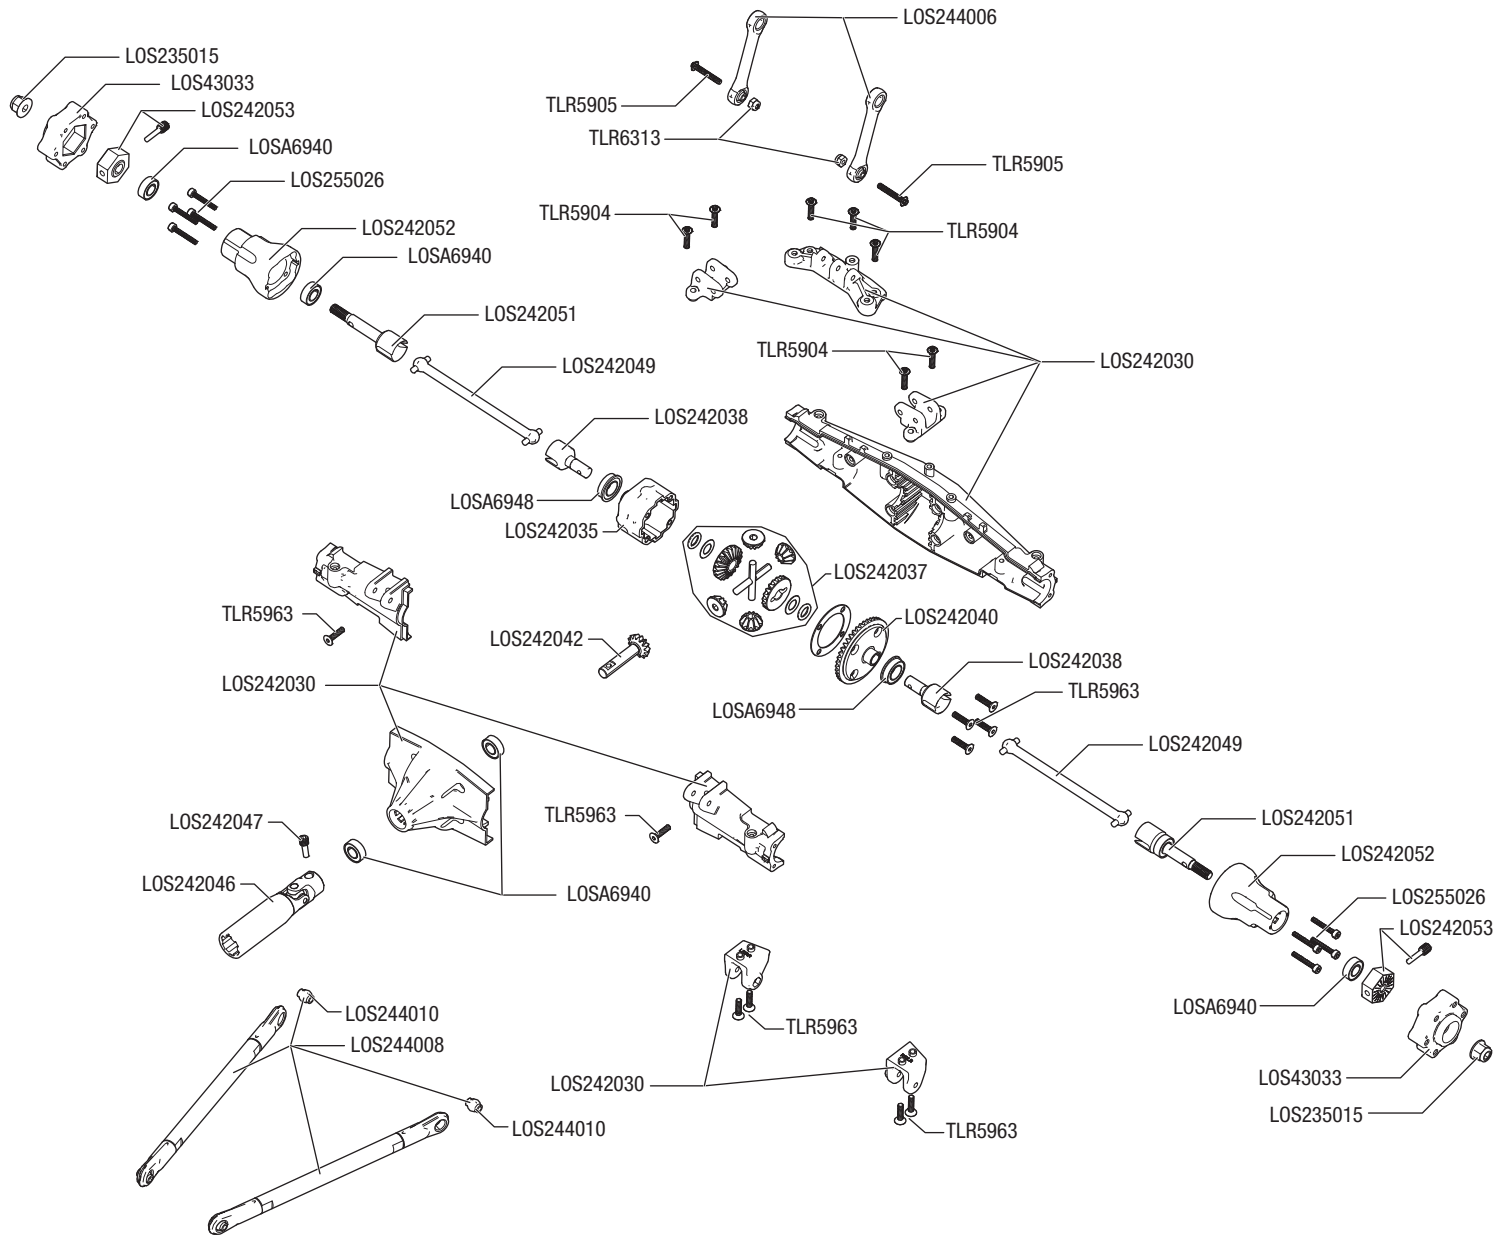 LOS244006
LOS235015
LOS43033
TLR5905
LOS242053
TLR6313
LOSA6940
TLR5905
LOS255026
TLR5904
LOS242052
TLR5904
LOSA6940
LOS242051
TLR5904
LOS242030
LOS242049
LOS242038
LOSA6948
LOS242035
LOS242037
TLR5963
LOS242040
LOS242042
LOS242038
LOS242030
TLR5963
LOSA6948
LOS242049
TLR5963
LOS242047
LOS242051
LOS242052
LOS242046
LOSA6940
LOS255026
LOS242053
LOSA6940
LOS244010
TLR5963
LOS244008
LOS43033
LOS242030
LOS235015
LOS244010
TLR5963